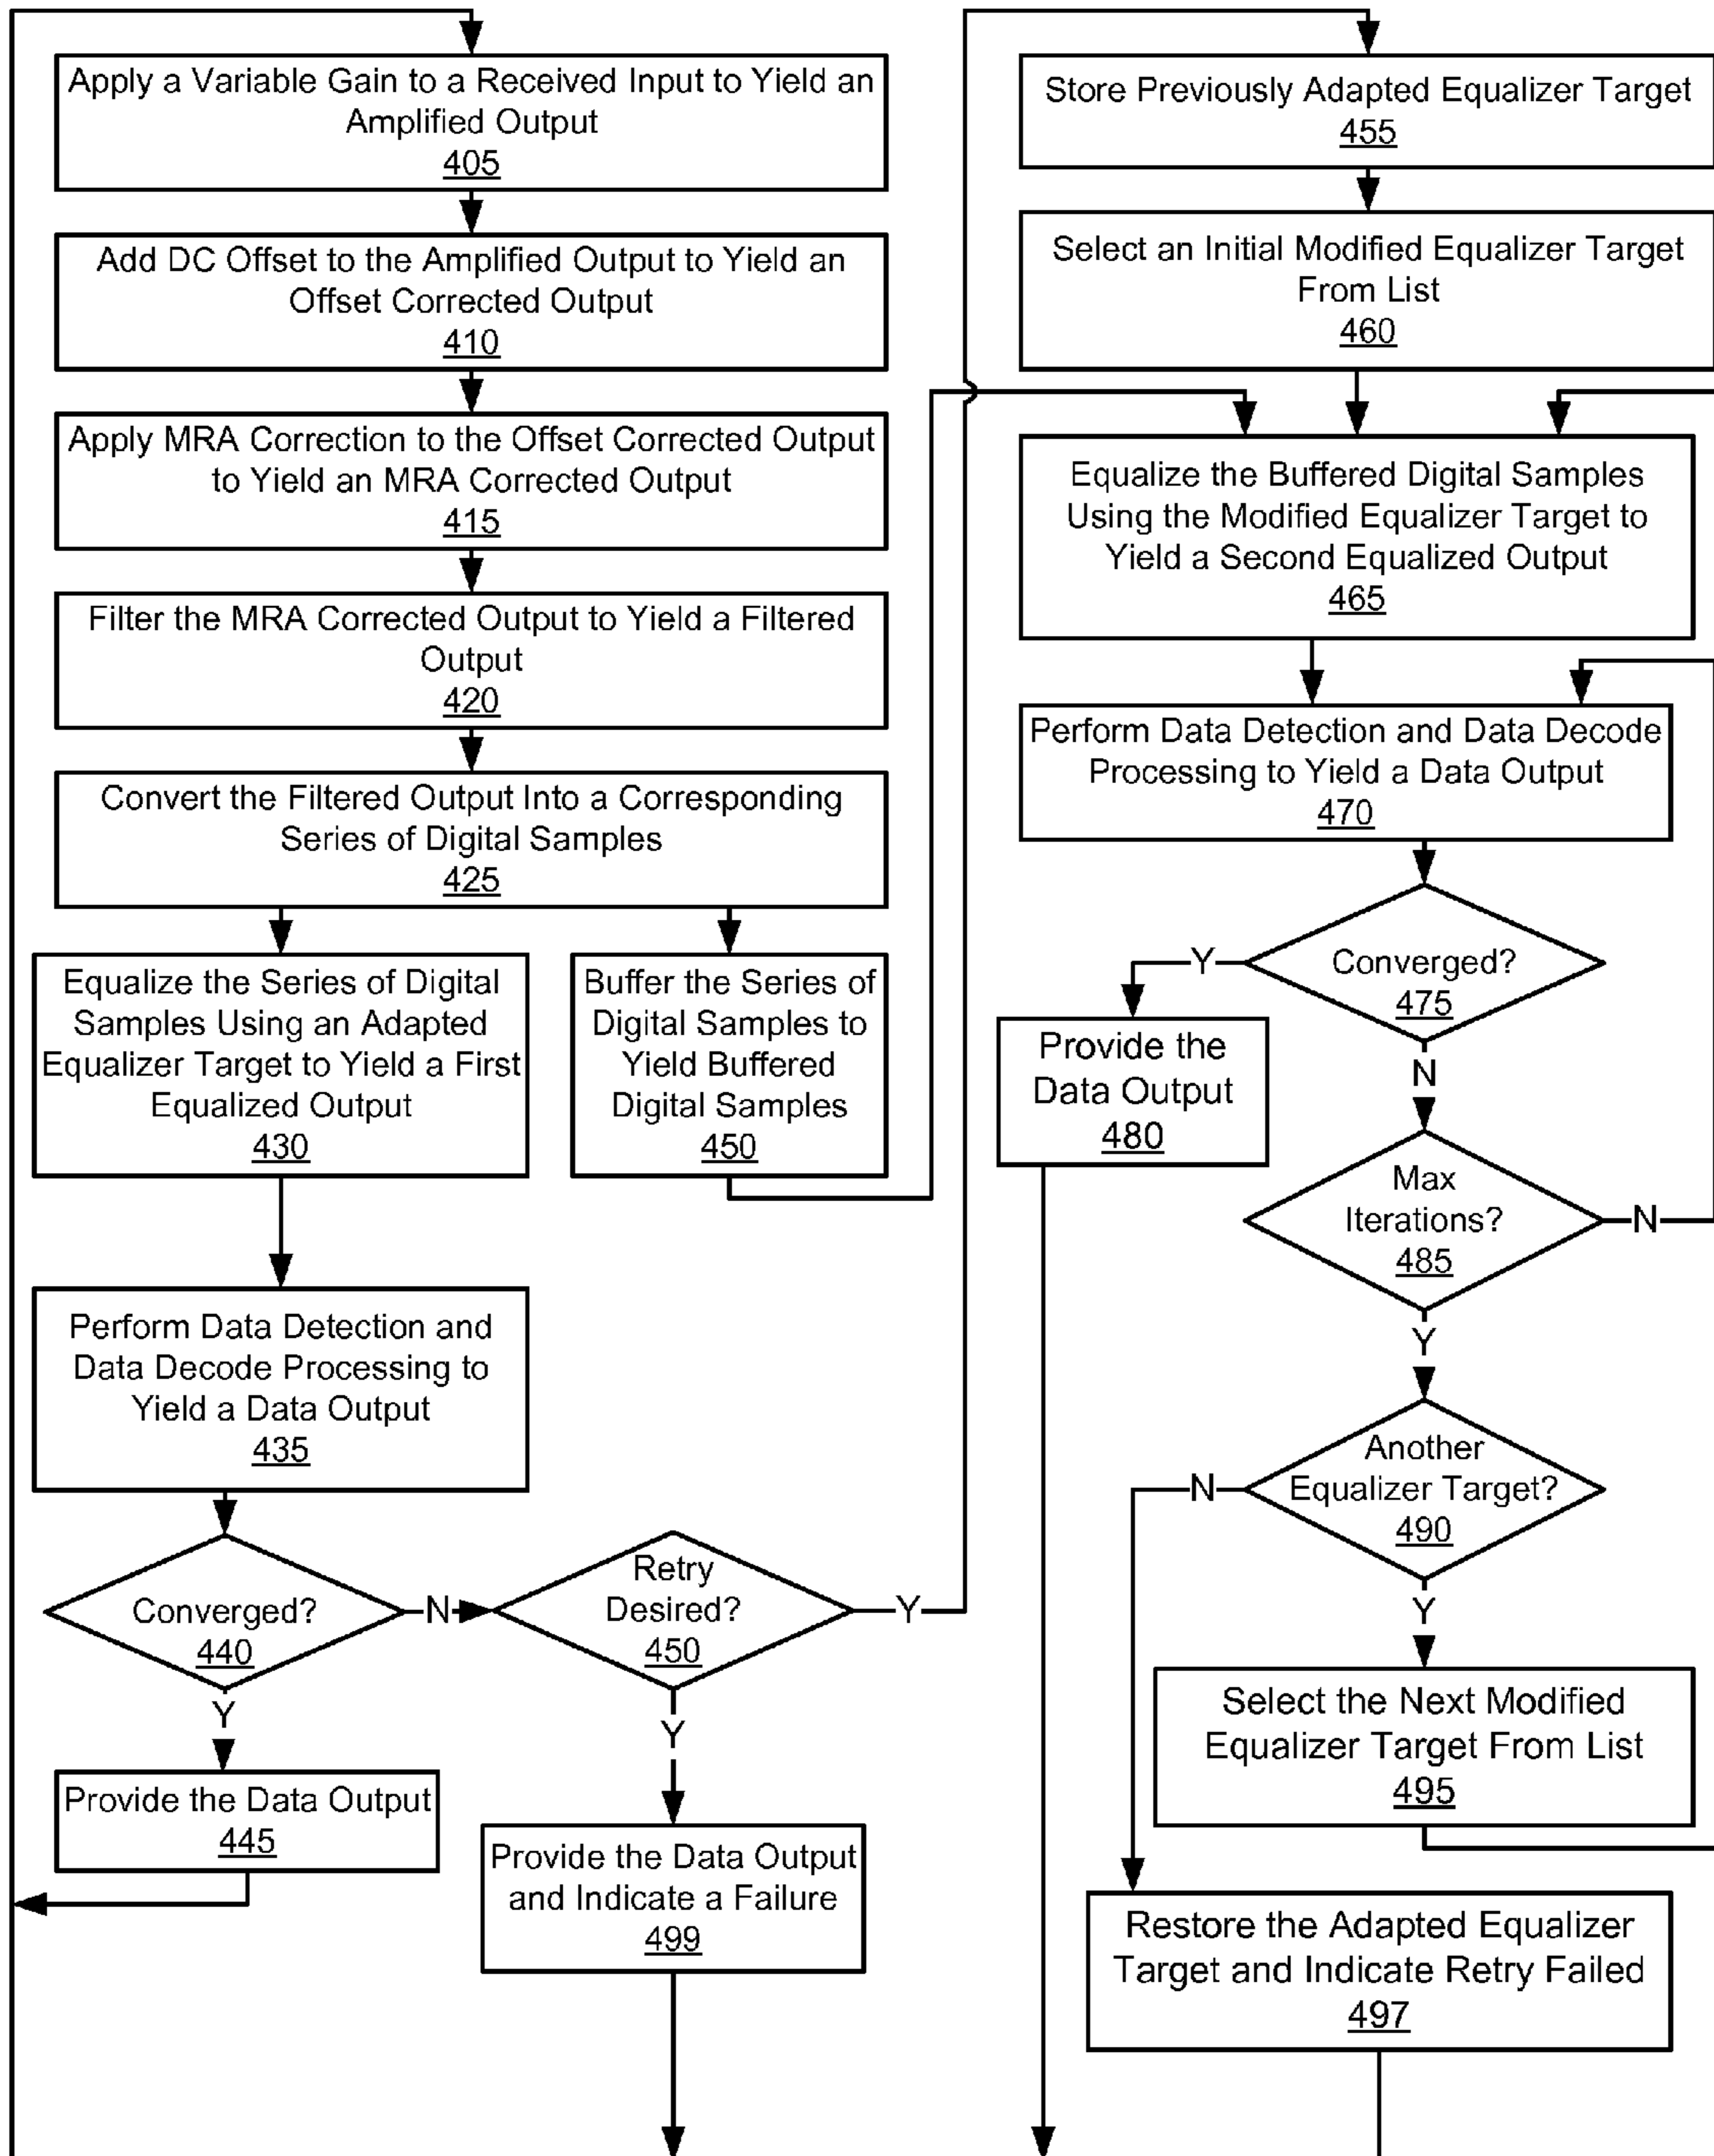 Apply a Variable Gain to a Received Input to Yield an
Amplified Output
405
Add DC Offset to the Amplified Output to Yield an
Offset Corrected Output
410
Apply MRA Correction to the Offset Corrected Output
to Yield an MRA Corrected Output
415
Filter the MRA Corrected Output to Yield a Filtered
Output
420
Convert the Filtered Output Into a Corresponding
Series of Digital Samples
425
Equalize the Series of Digital
Samples Using an Adapted
Equalizer Target to Yield a First
Equalized Output
430
Buffer the Series of
Digital Samples to
Yield Buffered
Digital Samples
450
Perform Data Detection and
Data Decode Processing to
Yield a Data Output
435
Converged?
440
N
Y
Retry
Desired?
450
Y
Y
Provide the Data Output
445
Provide the Data Output
and Indicate a Failure
499
Store Previously Adapted Equalizer Target
455
Select an Initial Modified Equalizer Target
From List
460
Equalize the Buffered Digital Samples
Using the Modified Equalizer Target to
Yield a Second Equalized Output
465
Perform Data Detection and Data Decode
Processing to Yield a Data Output
470
Converged?
475
Y
N
Provide the
Data Output
480
Max
Iterations?
485
N
Y
Another
Equalizer Target?
490
N
Y
Select the Next Modified
Equalizer Target From List
495
Restore the Adapted Equalizer
Target and Indicate Retry Failed
497